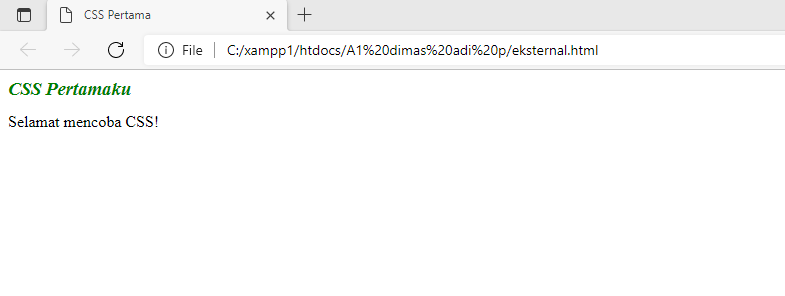 CSS Pertama
File
C:/xampp1/htdocs/A1%20dimas%20adi%20p/eksternal.html
CSS Pertamaku
Selamat mencoba CSS!